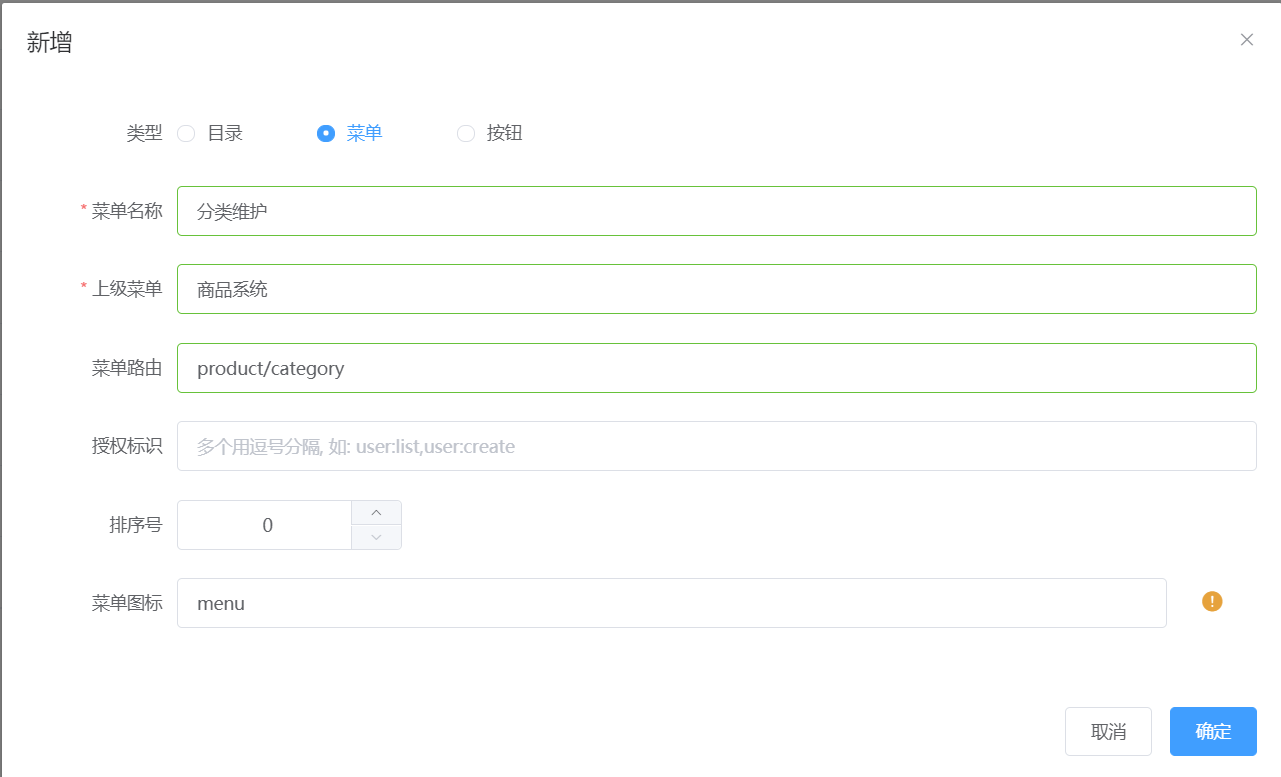 新增
类型 目录 菜单 按钮
* 菜单名称 分类维护
* 上级菜单 商品系统
菜单路由 product/category
授权标识 多个用逗号分隔, 如: user:list,user:create
排序号 0
菜单图标 menu
取消 确定